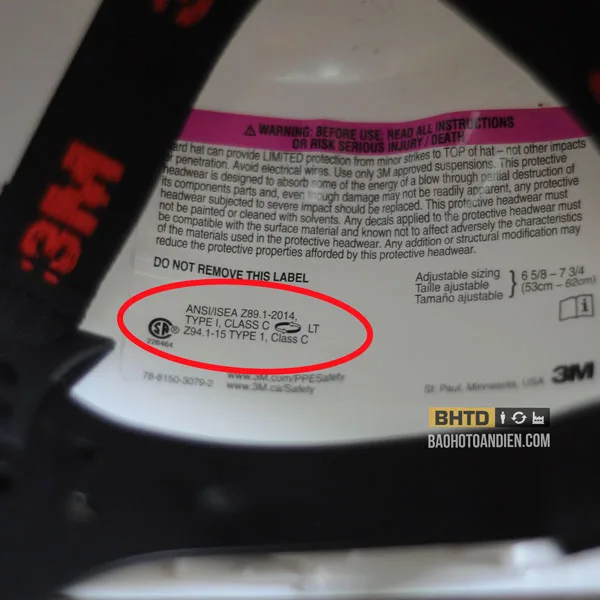 3M
⚠ WARNING: BEFORE USE: READ ALL INSTRUCTIONS
OR RISK SERIOUS INJURY / DEATH
ard hat can provide LIMITED protection from minor strikes to TOP of hat – not other impacts
or penetration. Avoid electrical wires. Use only 3M approved suspensions. This protective
headwear is designed to absorb some of the energy of a blow through partial destruction of
its components parts and, even though damage may not be readily apparent, any protective
headwear subjected to severe impact should be replaced. This protective headwear must
not be painted or cleaned with solvents. Any decals applied to the protective headwear must
be compatible with the surface material and known not to affect adversely the characteristics
of the materials used in the protective headwear. Any addition or structural modification may
reduce the protective properties afforded by this protective headwear.
DO NOT REMOVE THIS LABEL
Adjustable sizing
Taille ajustable
Tamaño ajustable
6 5/8 – 7 3/4
(53cm – 62cm)
ANSI/ISEA Z89.1-2014,
TYPE I, CLASS C LT
Z94.1-15 TYPE 1, Class C
SA ®
226464
78-8150-3079-2
www.3M.com/PPESafety
www.3M.ca/Safety
St. Paul, Minnesota, USA 3M
BHTD
BAOHOTOANDIEN.COM